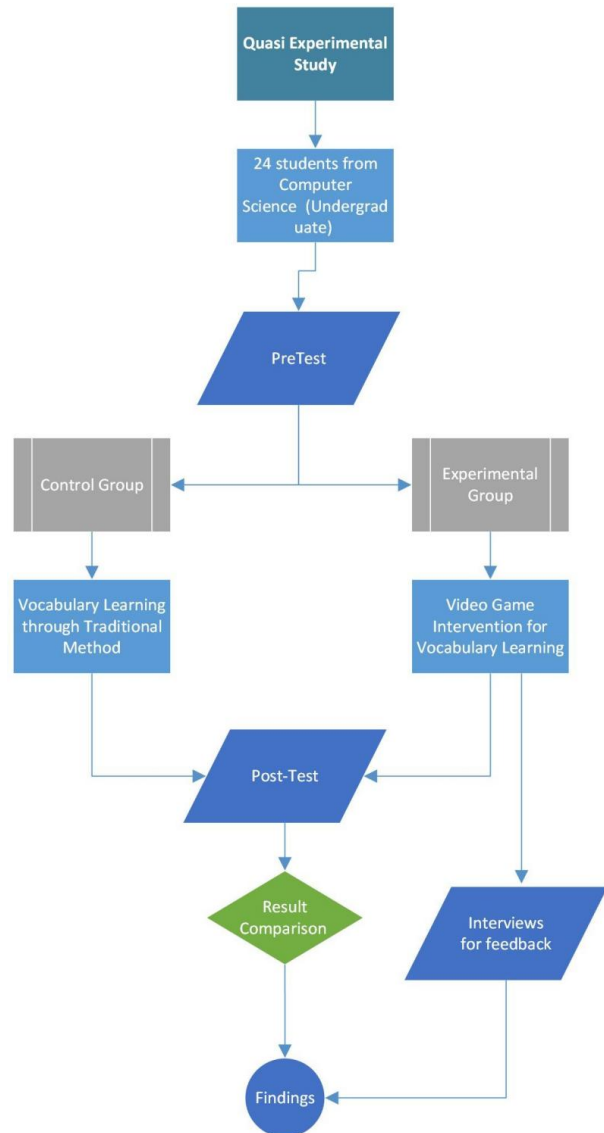 Quasi Experimental
Study
24 students from
Computer
Science (Undergrad
uate)
PreTest
Control Group
Experimental
Group
Vocabulary Learning
through Traditional
Method
Video Game
Intervention for
Vocabulary Learning
Post-Test
Result
Comparison
Interviews
for feedback
Findings